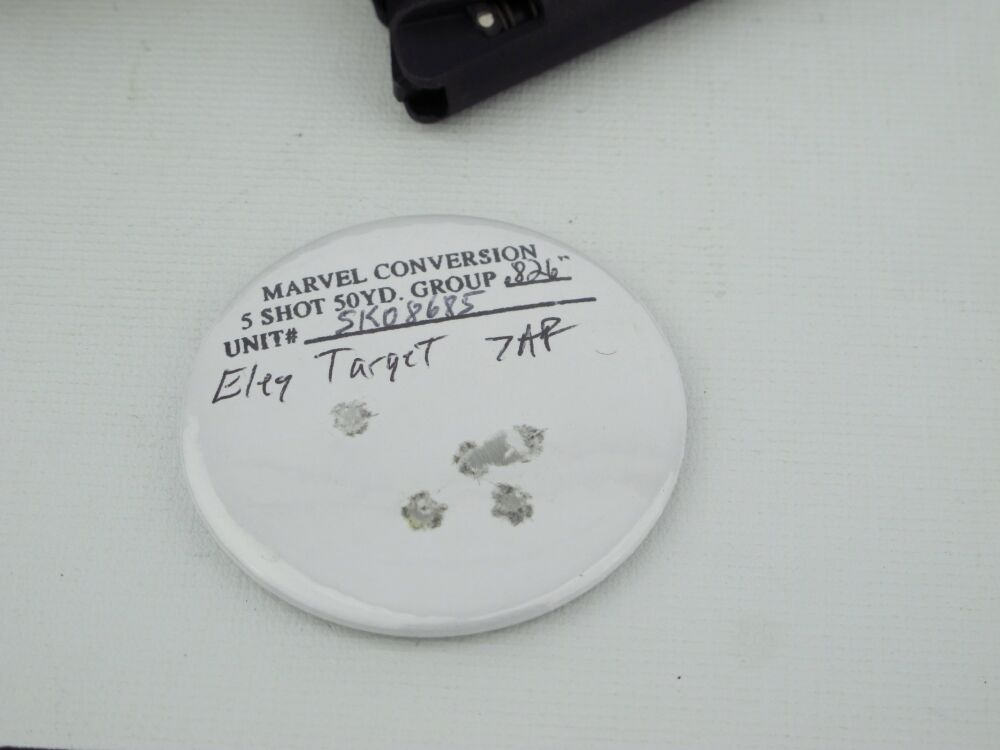 MARVEL CONVERSION
5 SHOT 50YD. GROUP .826"
UNIT# SK08685
Eley Target 7AP